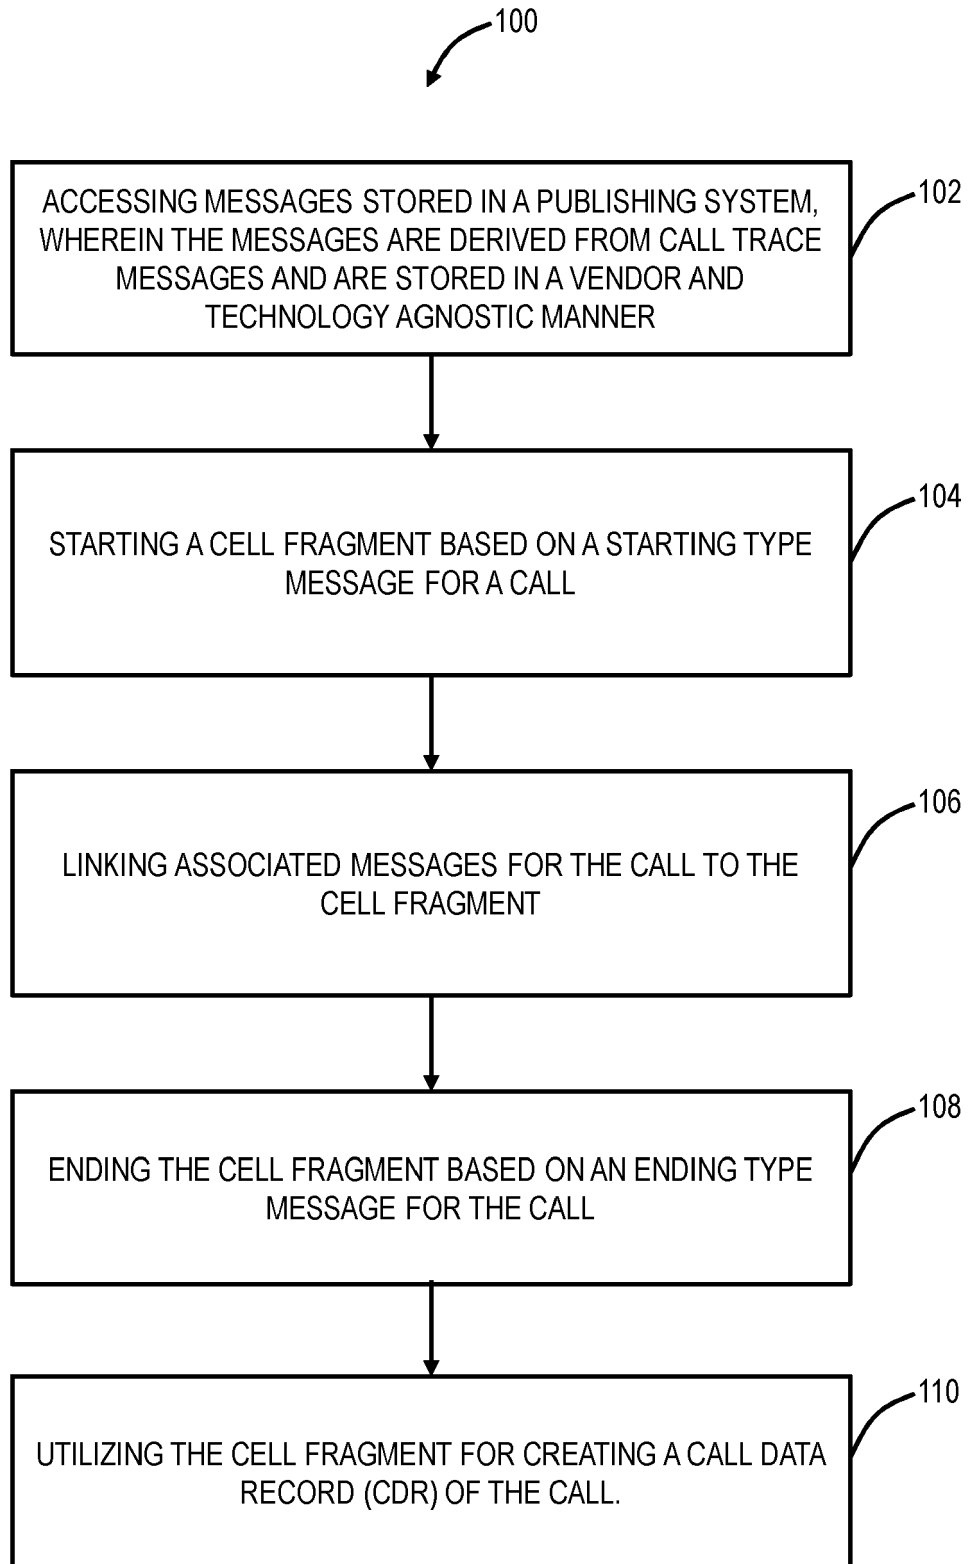 100
ACCESSING MESSAGES STORED IN A PUBLISHING SYSTEM,
WHEREIN THE MESSAGES ARE DERIVED FROM CALL TRACE
MESSAGES AND ARE STORED IN A VENDOR AND
TECHNOLOGY AGNOSTIC MANNER
102
STARTING A CELL FRAGMENT BASED ON A STARTING TYPE
MESSAGE FOR A CALL
104
LINKING ASSOCIATED MESSAGES FOR THE CALL TO THE
CELL FRAGMENT
106
ENDING THE CELL FRAGMENT BASED ON AN ENDING TYPE
MESSAGE FOR THE CALL
108
UTILIZING THE CELL FRAGMENT FOR CREATING A CALL DATA
RECORD (CDR) OF THE CALL.
110